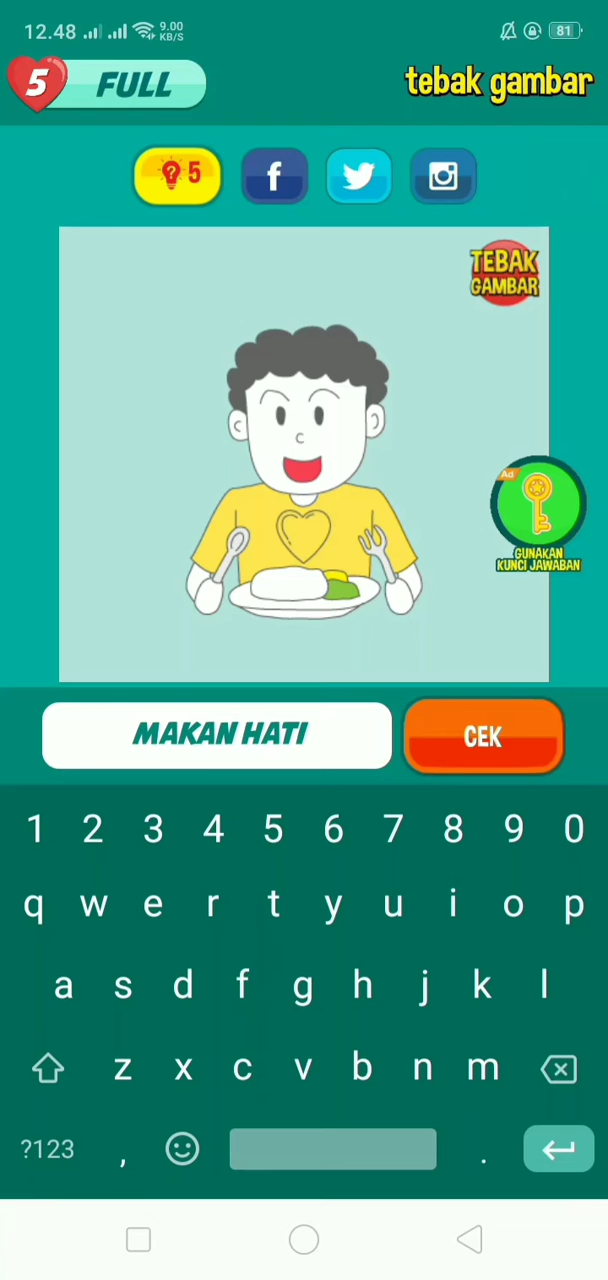 12.48 9.00 KB/S 81
5 FULL tebak gambar
? 5 f
TEBAK
GAMBAR
Ad
GUNAKAN
KUNCI JAWABAN
MAKAN HATI CEK
1 2 3 4 5 6 7 8 9 0
q w e r t y u i o p
a s d f g h j k l
z x c v b n m
?123 , .